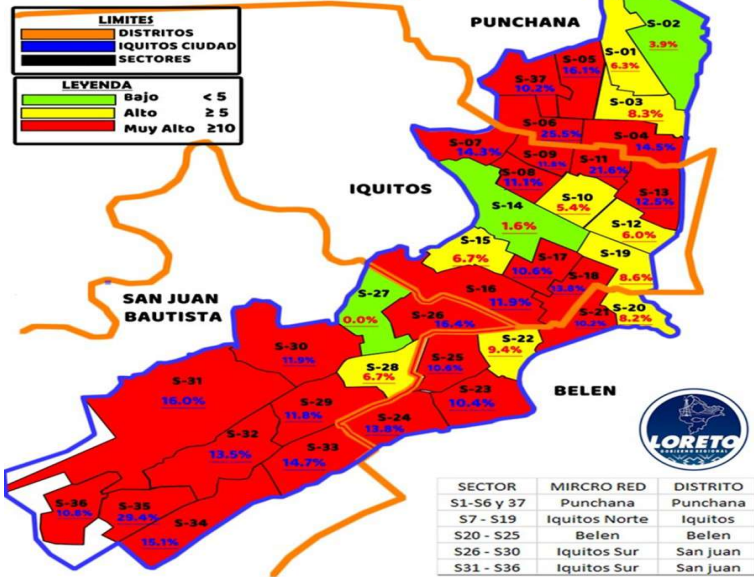 LIMITES
DISTRITOS
IQUITOS CIUDAD
SECTORES
LEYENDA
Bajo < 5
Alto ≥ 5
Muy Alto ≥10
PUNCHANA
S-02
3.9%
S-01
6.3%
S-05
16.1%
S-37
10.2%
S-03
8.3%
S-06
25.5%
S-04
14.5%
S-07
14.3%
S-09
S-11
21.6%
S-08
11.1%
S-13
12.5%
IQUITOS
S-10
5.4%
S-14
1.6%
S-12
6.0%
S-15
6.7%
S-17
10.6%
S-19
8.6%
S-18
13.8%
S-16
11.9%
S-27
0.0%
S-26
16.4%
S-21
10.2%
S-20
8.2%
SAN JUAN
BAUTISTA
S-22
9.4%
S-30
11.9%
S-25
10.6%
S-28
6.7%
S-31
16.0%
S-23
10.4%
BELEN
S-29
11.8%
S-24
13.8%
S-32
13.5%
S-33
14.7%
S-36
10.8%
S-35
29.4%
S-34
15.1%
LORETO
GOBIERNO REGIONAL
SECTOR MIRCRO RED DISTRITO
S1-S6 y 37 Punchana Punchana
S7 - S19 Iquitos Norte Iquitos
S20 - S25 Belen Belen
S26 - S30 Iquitos Sur San juan
S31 - S36 Iquitos Sur San juan